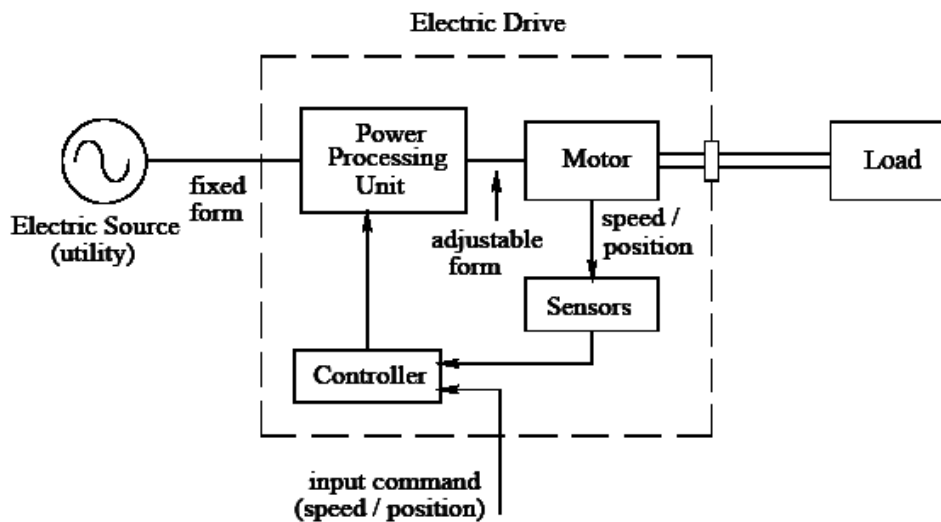 Electric Drive
Power
Processing
Unit
Motor
Load
fixed
form
Electric Source
(utility)
adjustable
form
speed /
position
Sensors
Controller
input command
(speed / position)